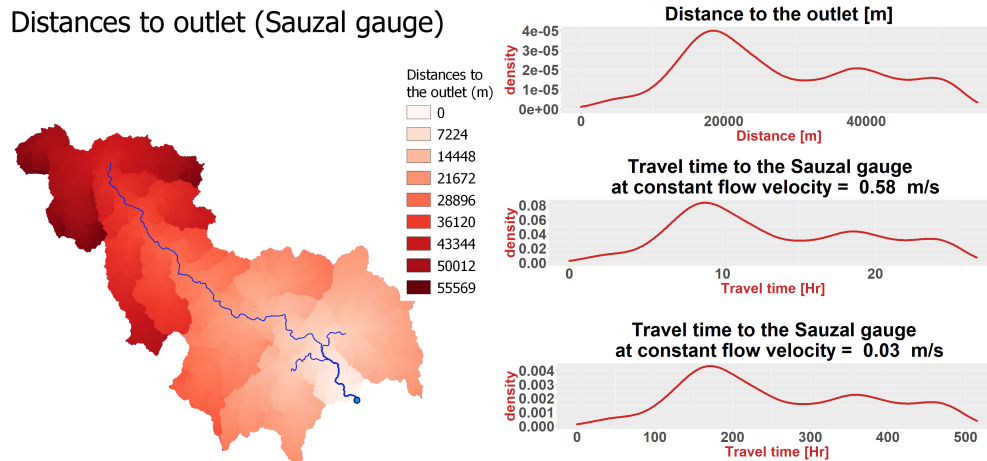 Distances to outlet (Sauzal gauge)
Distances to
the outlet (m)
0
7224
14448
21672
28896
36120
43344
50012
55569
Distance to the outlet [m]
density
4e-05
3e-05
2e-05
1e-05
0e+00
0 20000 40000
Distance [m]
Travel time to the Sauzal gauge
at constant flow velocity = 0.58 m/s
density
0.08
0.06
0.04
0.02
0.00
0 10 20
Travel time [Hr]
Travel time to the Sauzal gauge
at constant flow velocity = 0.03 m/s
density
0.004
0.003
0.002
0.001
0.000
0 100 200 300 400 500
Travel time [Hr]